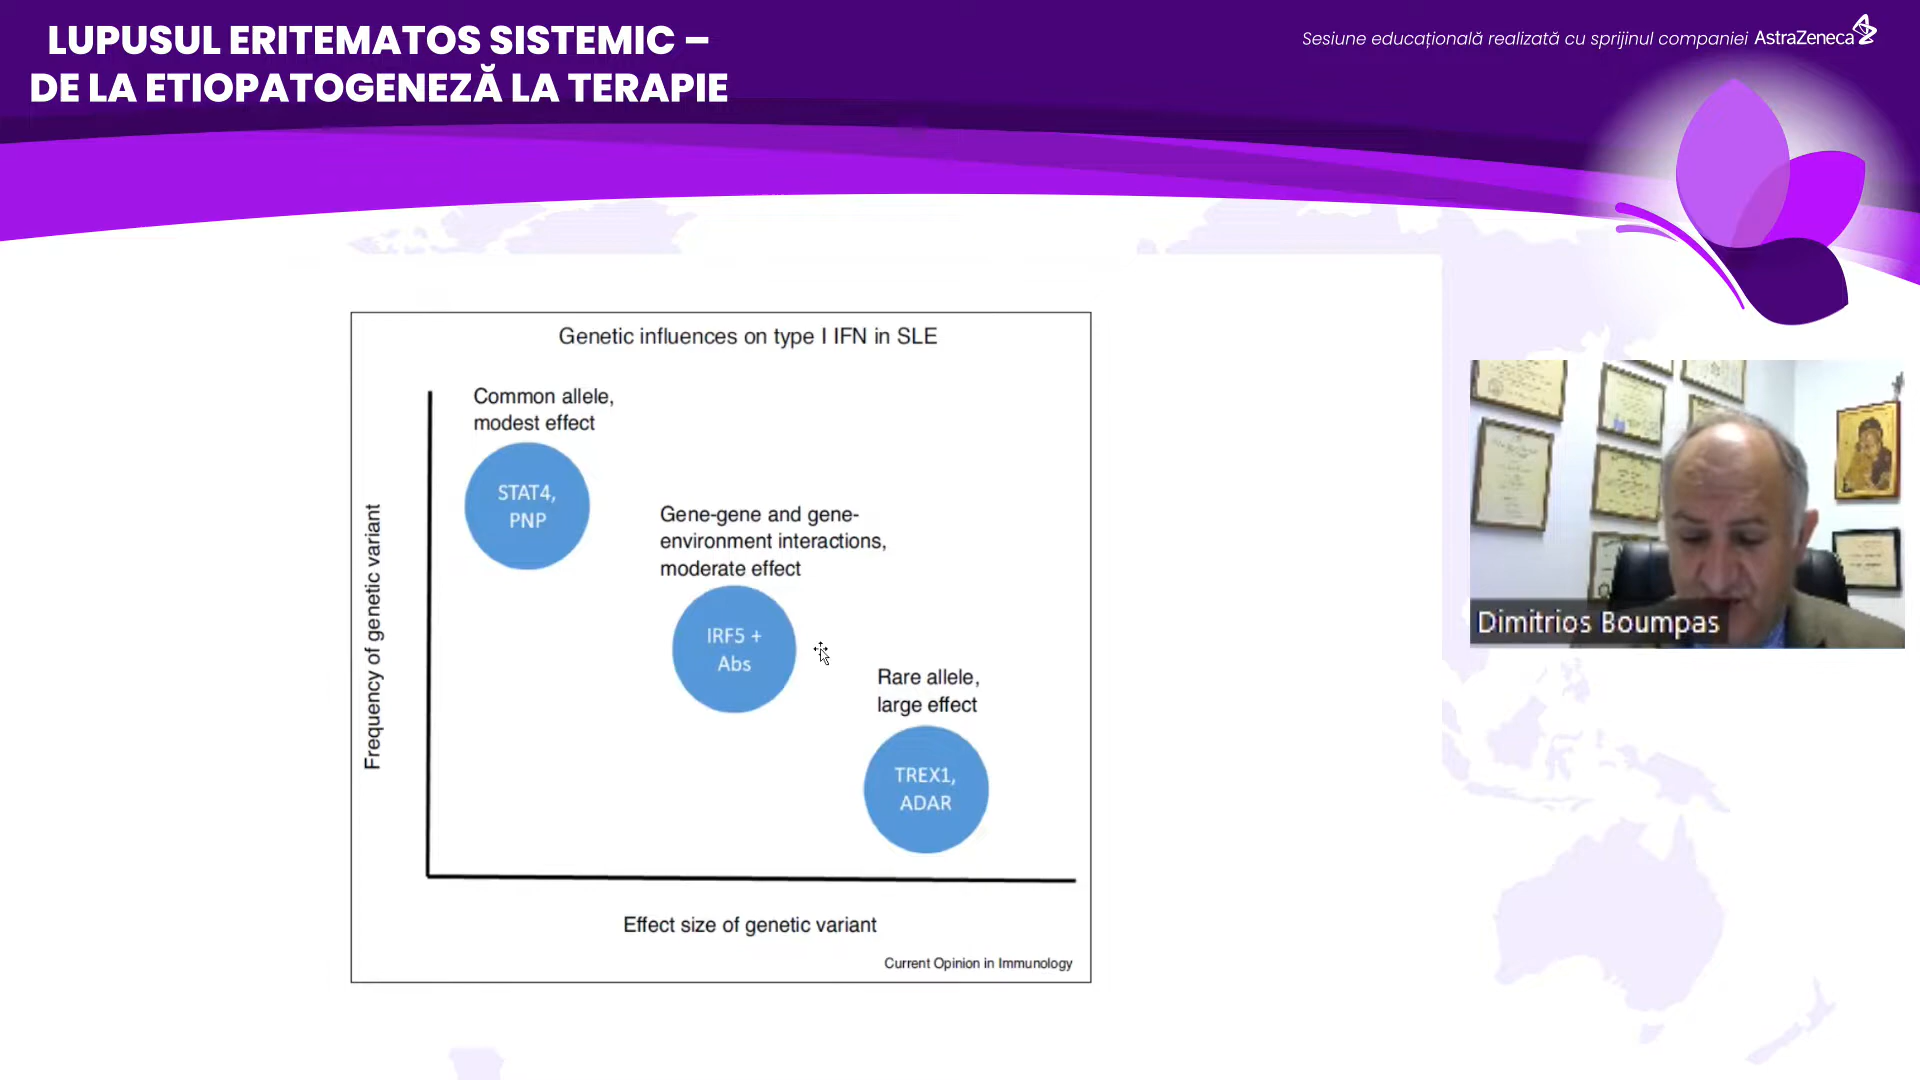 LUPUSUL ERITEMATOS SISTEMIC –
DE LA ETIOPATOGENEZĂ LA TERAPIE
Sesiune educațională realizată cu sprijinul companiei AstraZeneca
Genetic influences on type I IFN in SLE
Common allele,
modest effect
STAT4,
PNP
Gene-gene and gene-
environment interactions,
moderate effect
IRF5 +
Abs
Rare allele,
large effect
TREX1,
ADAR
Frequency of genetic variant
Effect size of genetic variant
Current Opinion in Immunology
Dimitrios Boumpas